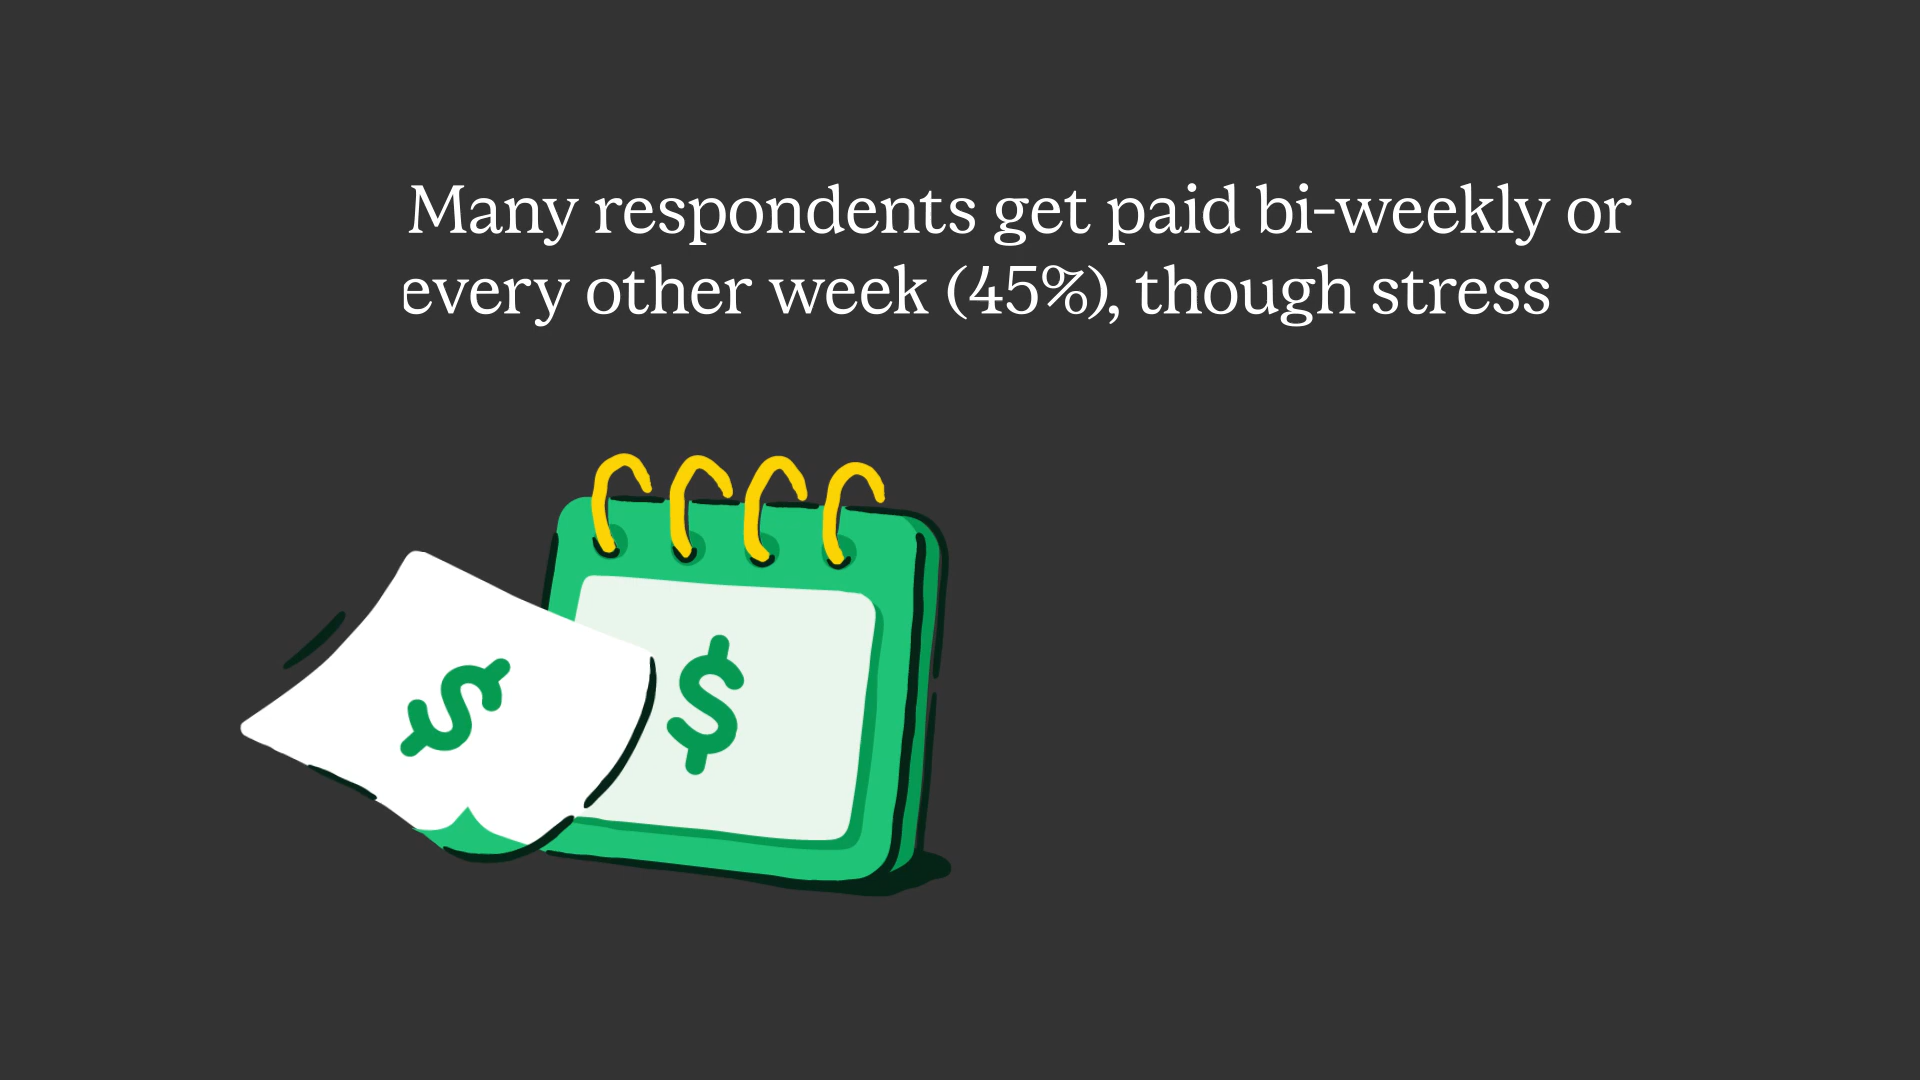 Many respondents get paid bi-weekly or
every other week (45%), though stress
$
$